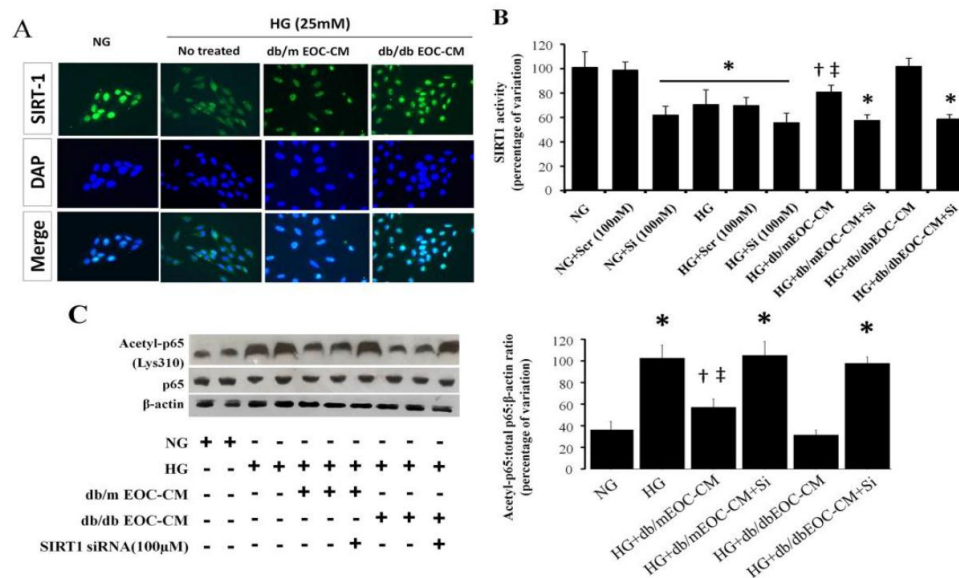 A
HG (25mM)
NG
No treated
db/m EOC-CM
db/db EOC-CM
SIRT-1
DAP
Merge
B
SIRT1 activity
(percentage of variation)
120
100
80
60
40
20
0
*
† ‡
*
*
NG
NG+Scr (100nM)
NG+Si (100nM)
HG
HG+Scr (100nM)
HG+Si (100nM)
HG+db/mEOC-CM
HG+db/mEOC-CM+Si
HG+db/dbEOC-CM
HG+db/dbEOC-CM+Si
C
Acetyl-p65
(Lys310)
p65
β-actin
NG + + - - - - - - - -
HG - - + + + + + + + +
db/m EOC-CM - - - - + + + - - -
db/db EOC-CM - - - - - - - + + +
SIRT1 siRNA(100µM) - - - - - - + - - +
Acetyl-p65:total p65:β-actin ratio
(percentage of variation)
120
100
80
60
40
20
0
*
† ‡
*
*
NG
HG
HG+db/mEOC-CM
HG+db/mEOC-CM+Si
HG+db/dbEOC-CM
HG+db/dbEOC-CM+Si